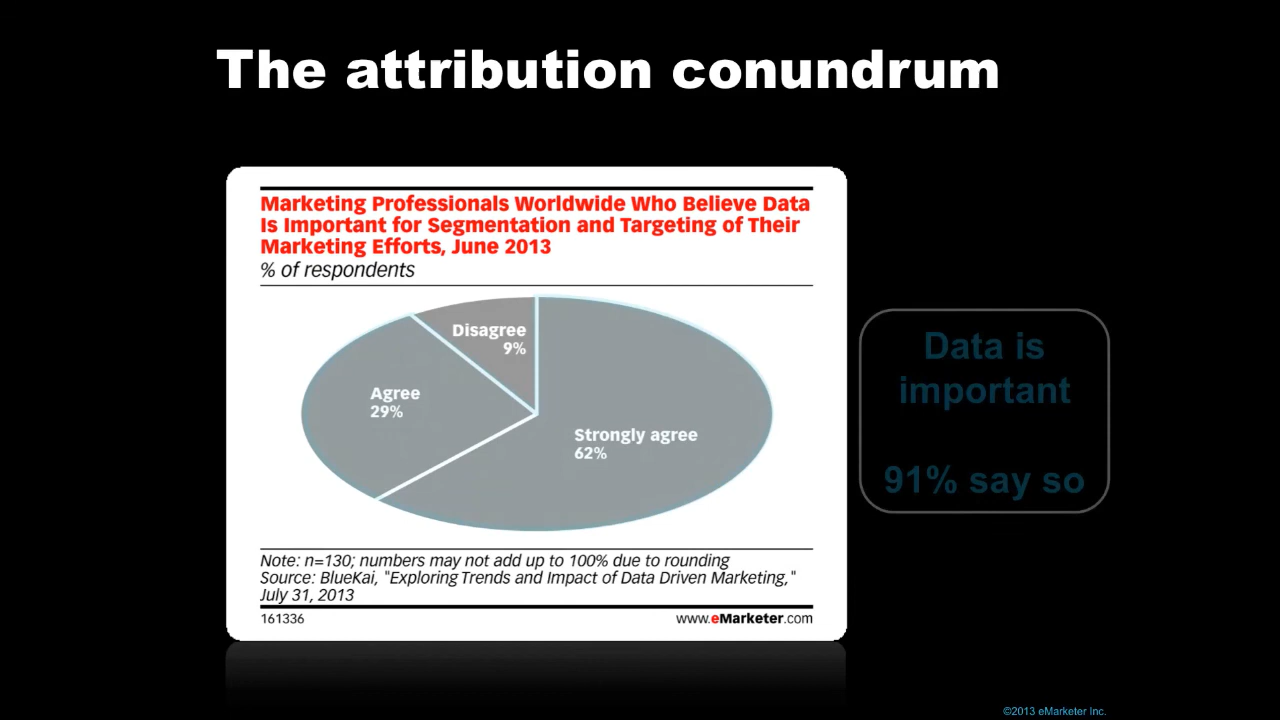 The attribution conundrum
Marketing Professionals Worldwide Who Believe Data
Is Important for Segmentation and Targeting of Their
Marketing Efforts, June 2013
% of respondents
Disagree
9%
Agree
29%
Strongly agree
62%
Data is
important
91% say so
Note: n=130; numbers may not add up to 100% due to rounding
Source: BlueKai, "Exploring Trends and Impact of Data Driven Marketing,"
July 31, 2013
161336
www.eMarketer.com
©2013 eMarketer Inc.